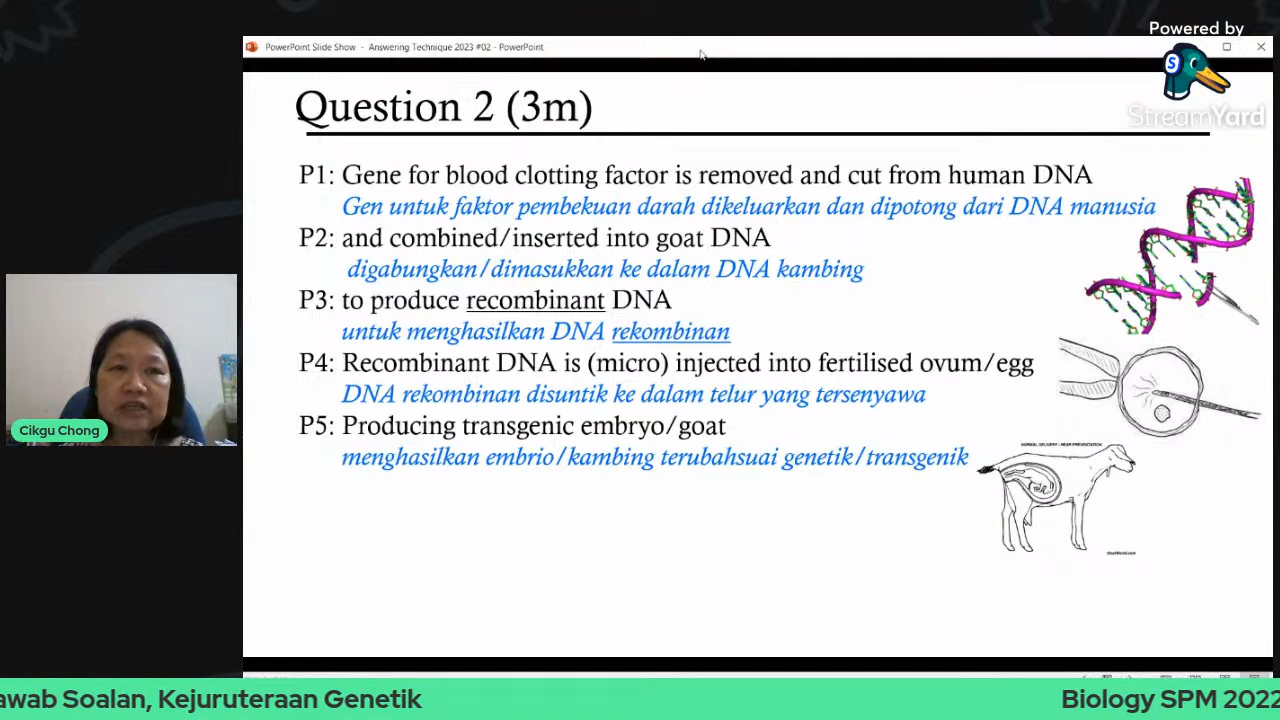 Powered by
StreamYard
PowerPoint Slide Show - Answering Technique 2023 #02 - PowerPoint
Question 2 (3m)
P1: Gene for blood clotting factor is removed and cut from human DNA
Gen untuk faktor pembekuan darah dikeluarkan dan dipotong dari DNA manusia
P2: and combined/inserted into goat DNA
digabungkan/dimasukkan ke dalam DNA kambing
P3: to produce recombinant DNA
untuk menghasilkan DNA rekombinan
P4: Recombinant DNA is (micro) injected into fertilised ovum/egg
DNA rekombinan disuntik ke dalam telur yang tersenyawa
P5: Producing transgenic embryo/goat
menghasilkan embrio/kambing terubahsuai genetik/transgenik
NORMAL DELIVERY - REAR PRESENTATION
Cikgu Chong
awab Soalan, Kejuruteraan Genetik
Biology SPM 2022